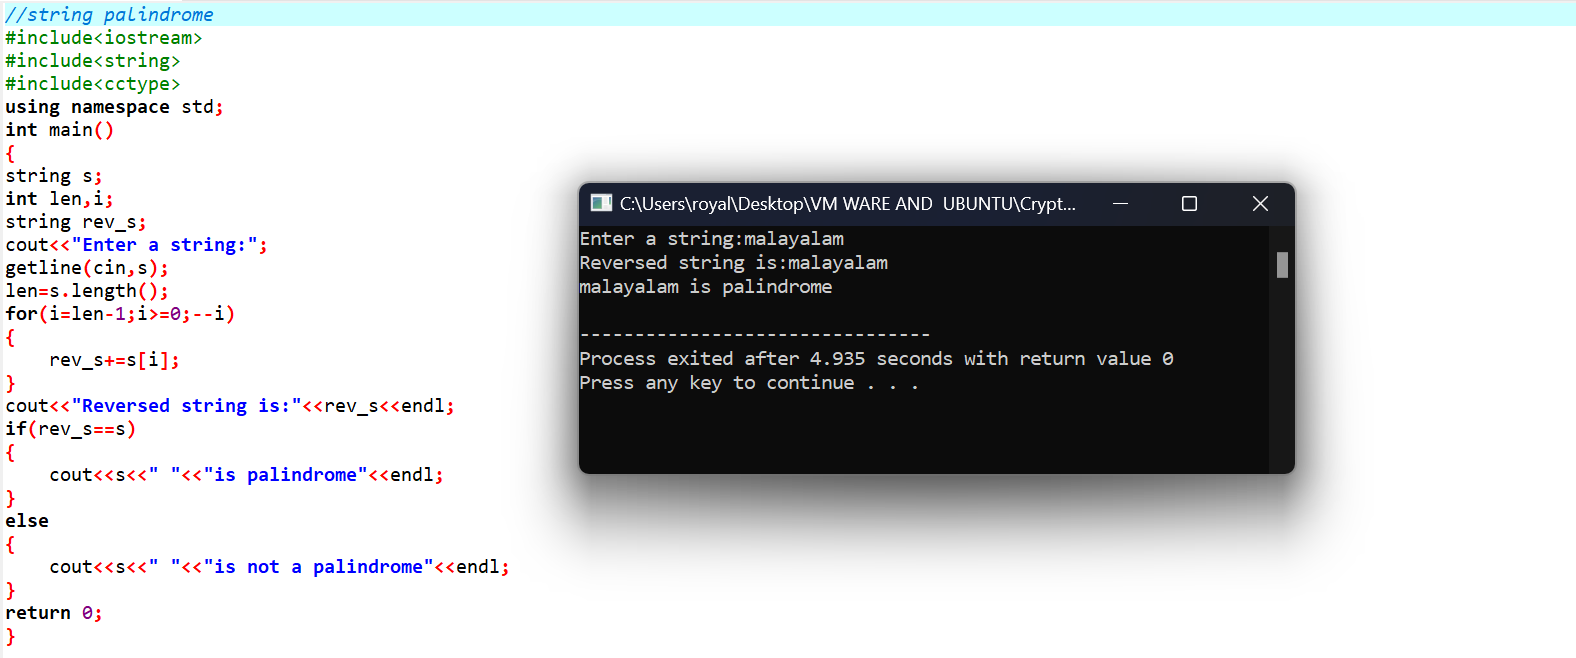 //string palindrome
#include<iostream>
#include<string>
#include<cctype>
using namespace std;
int main()
{
string s;
int len,i;
string rev_s;
cout<<"Enter a string:";
getline(cin,s);
len=s.length();
for(i=len-1;i>=0;--i)
{
    rev_s+=s[i];
}
cout<<"Reversed string is:"<<rev_s<<endl;
if(rev_s==s)
{
    cout<<s<<" "<<"is palindrome"<<endl;
}
else
{
    cout<<s<<" "<<"is not a palindrome"<<endl;
}
return 0;
}
C:\Users\royal\Desktop\VM WARE AND  UBUNTU\Crypt...
Enter a string:malayalam
Reversed string is:malayalam
malayalam is palindrome
--------------------------------
Process exited after 4.935 seconds with return value 0
Press any key to continue . . .